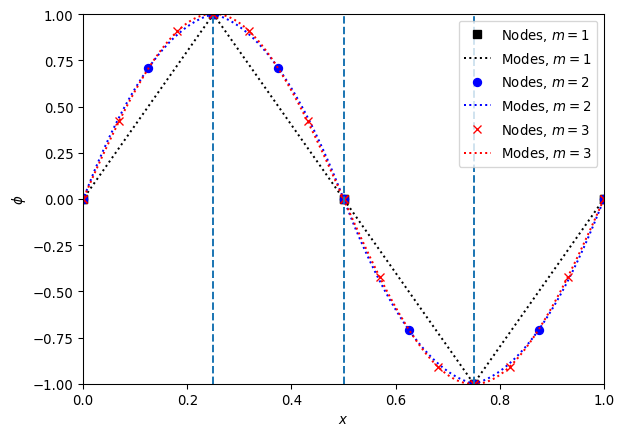 1.00
0.75
0.50
0.25
0.00
−0.25
−0.50
−0.75
−1.00
ϕ
0.0 0.2 0.4 0.6 0.8 1.0
x
Nodes, m = 1
Modes, m = 1
Nodes, m = 2
Modes, m = 2
Nodes, m = 3
Modes, m = 3